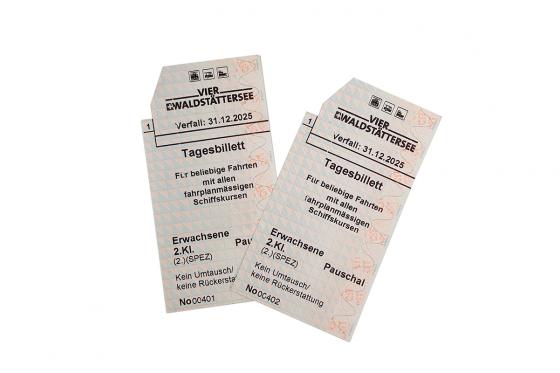 VIER
WALDSTÄTTERSEE
1
Verfall: 31.12.2025
Tagesbillett
Für beliebige Fahrten
mit allen
fahrplanmässigen
Schiffskursen
Erwachsene
2.Kl. Pauschal
(2.)(SPEZ)
Kein Umtausch/
keine Rückerstattung
No00401
VIER
WALDSTÄTTERSEE
1
Verfall: 31.12.2025
Tagesbillett
Für beliebige Fahrten
mit allen
fahrplanmässigen
Schiffskursen
Erwachsene
2.Kl. Pauschal
(2.)(SPEZ)
Kein Umtausch/
keine Rückerstattung
No00402